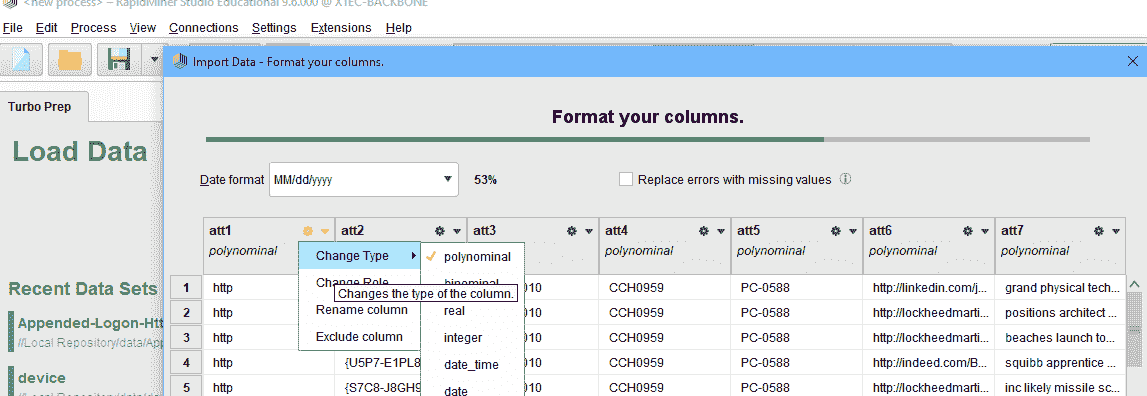 <new process> - RapidMiner Studio Educational 9.6.000 @ XTEC-BACKBONE
File Edit Process View Connections Settings Extensions Help
Import Data - Format your columns.
Turbo Prep
Load Data
Format your columns.
Date format MM/dd/yyyy 53% Replace errors with missing values
att1 att2 att3 att4 att5 att6 att7
polynominal polynominal polynominal polynominal polynominal
Change Type polynominal
Change Role binominal
Changes the type of the column.
Rename column real
Exclude column integer
date_time
date
1 http 010 CCH0959 PC-0588 http://linkedin.com/j... grand physical tech...
2 http CCH0959 PC-0588 http://lockheedmarti... positions architect ...
3 http 010 CCH0959 PC-0588 http://lockheedmarti... beaches launch to...
4 http {U5P7-E1PL8 010 CCH0959 PC-0588 http://indeed.com/B... squibb apprentice ...
5 http {S7C8-J8GH9 010 CCH0959 PC-0588 http://lockheedmarti... inc likely missile sc...
Recent Data Sets
Appended-Logon-Htt
//Local Repository/data/App
device